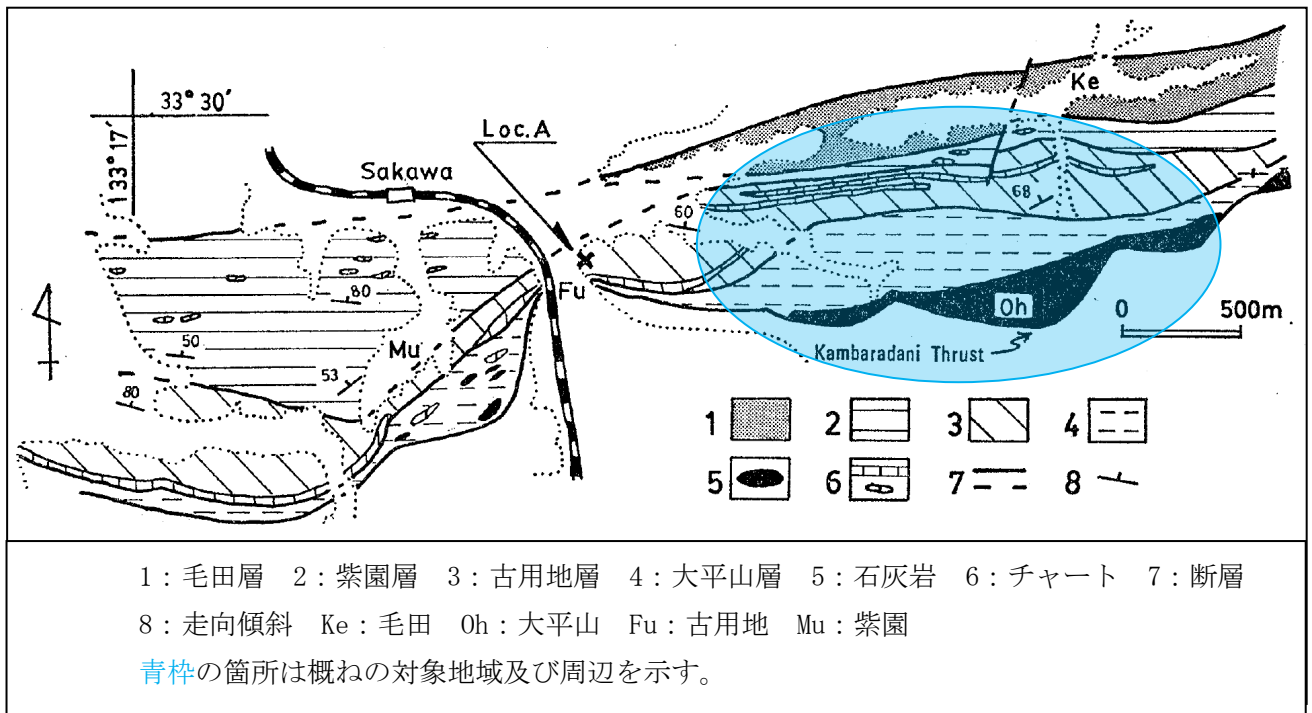 33° 30′
133° 17′
Loc.A
Sakawa
Ke
60
68
Fu
80
Mu
50
53
80
Oh
0 500m
Kambaradani Thrust
1 2 3 4
5 6 7 8
1：毛田層 2：紫園層 3：古用地層 4：大平山層 5：石灰岩 6：チャート 7：断層
8：走向傾斜 Ke：毛田 Oh：大平山 Fu：古用地 Mu：紫園
青枠の箇所は概ねの対象地域及び周辺を示す。